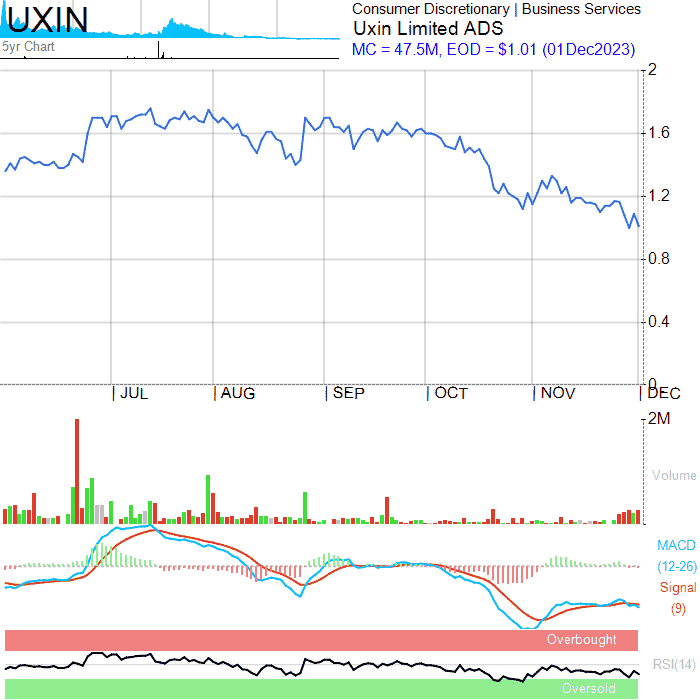 UXIN
5yr Chart
Consumer Discretionary | Business Services
Uxin Limited ADS
MC = 47.5M, EOD = $1.01 (01Dec2023)
2
1.6
1.2
0.8
0.4
0
JUL AUG SEP OCT NOV DEC
2M
Volume
MACD
(12-26)
Signal
(9)
Overbought
RSI(14)
Oversold